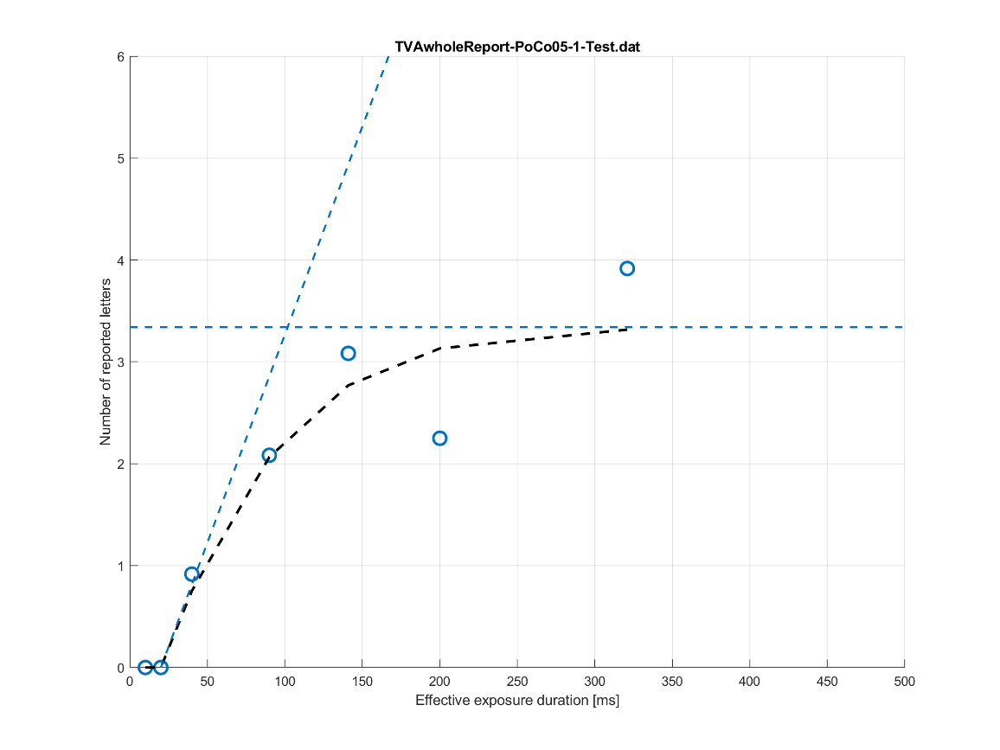 TVAwholeReport-PoCo05-1-Test.dat
6
5
4
3
2
1
0
Number of reported letters
0 50 100 150 200 250 300 350 400 450 500
Effective exposure duration [ms]